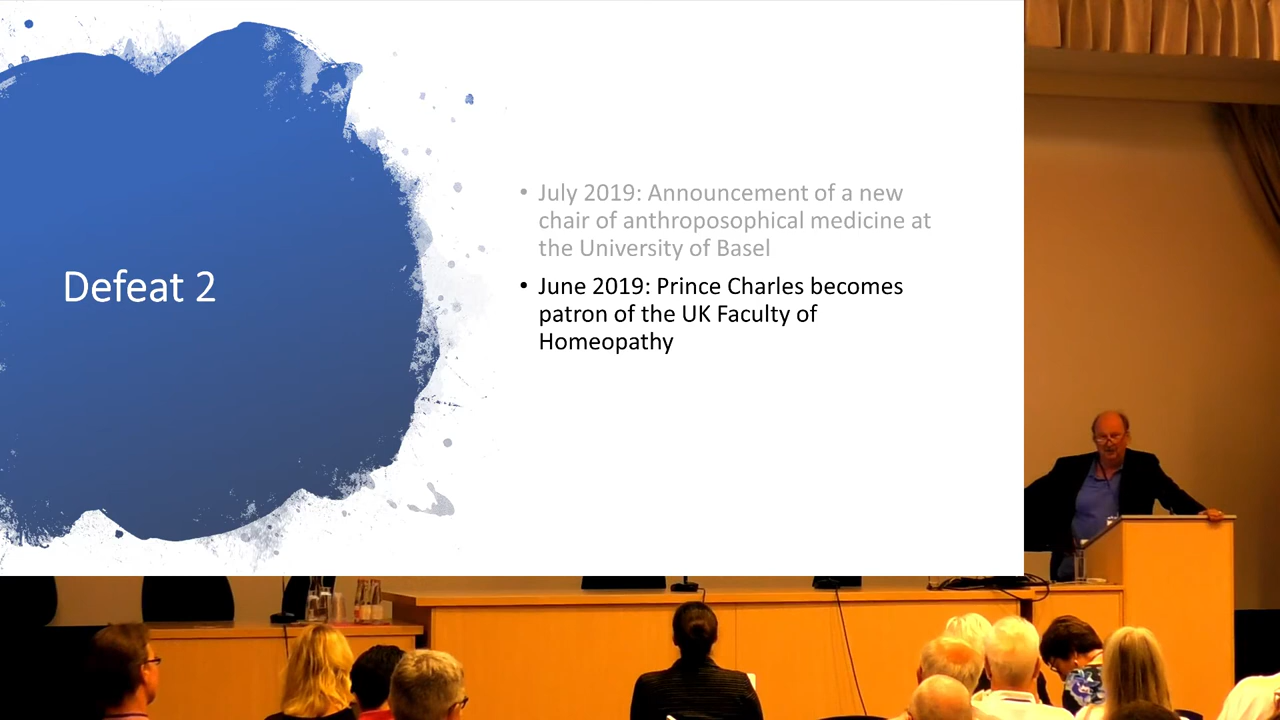 Defeat 2
• July 2019: Announcement of a new
chair of anthroposophical medicine at
the University of Basel
• June 2019: Prince Charles becomes
patron of the UK Faculty of
Homeopathy